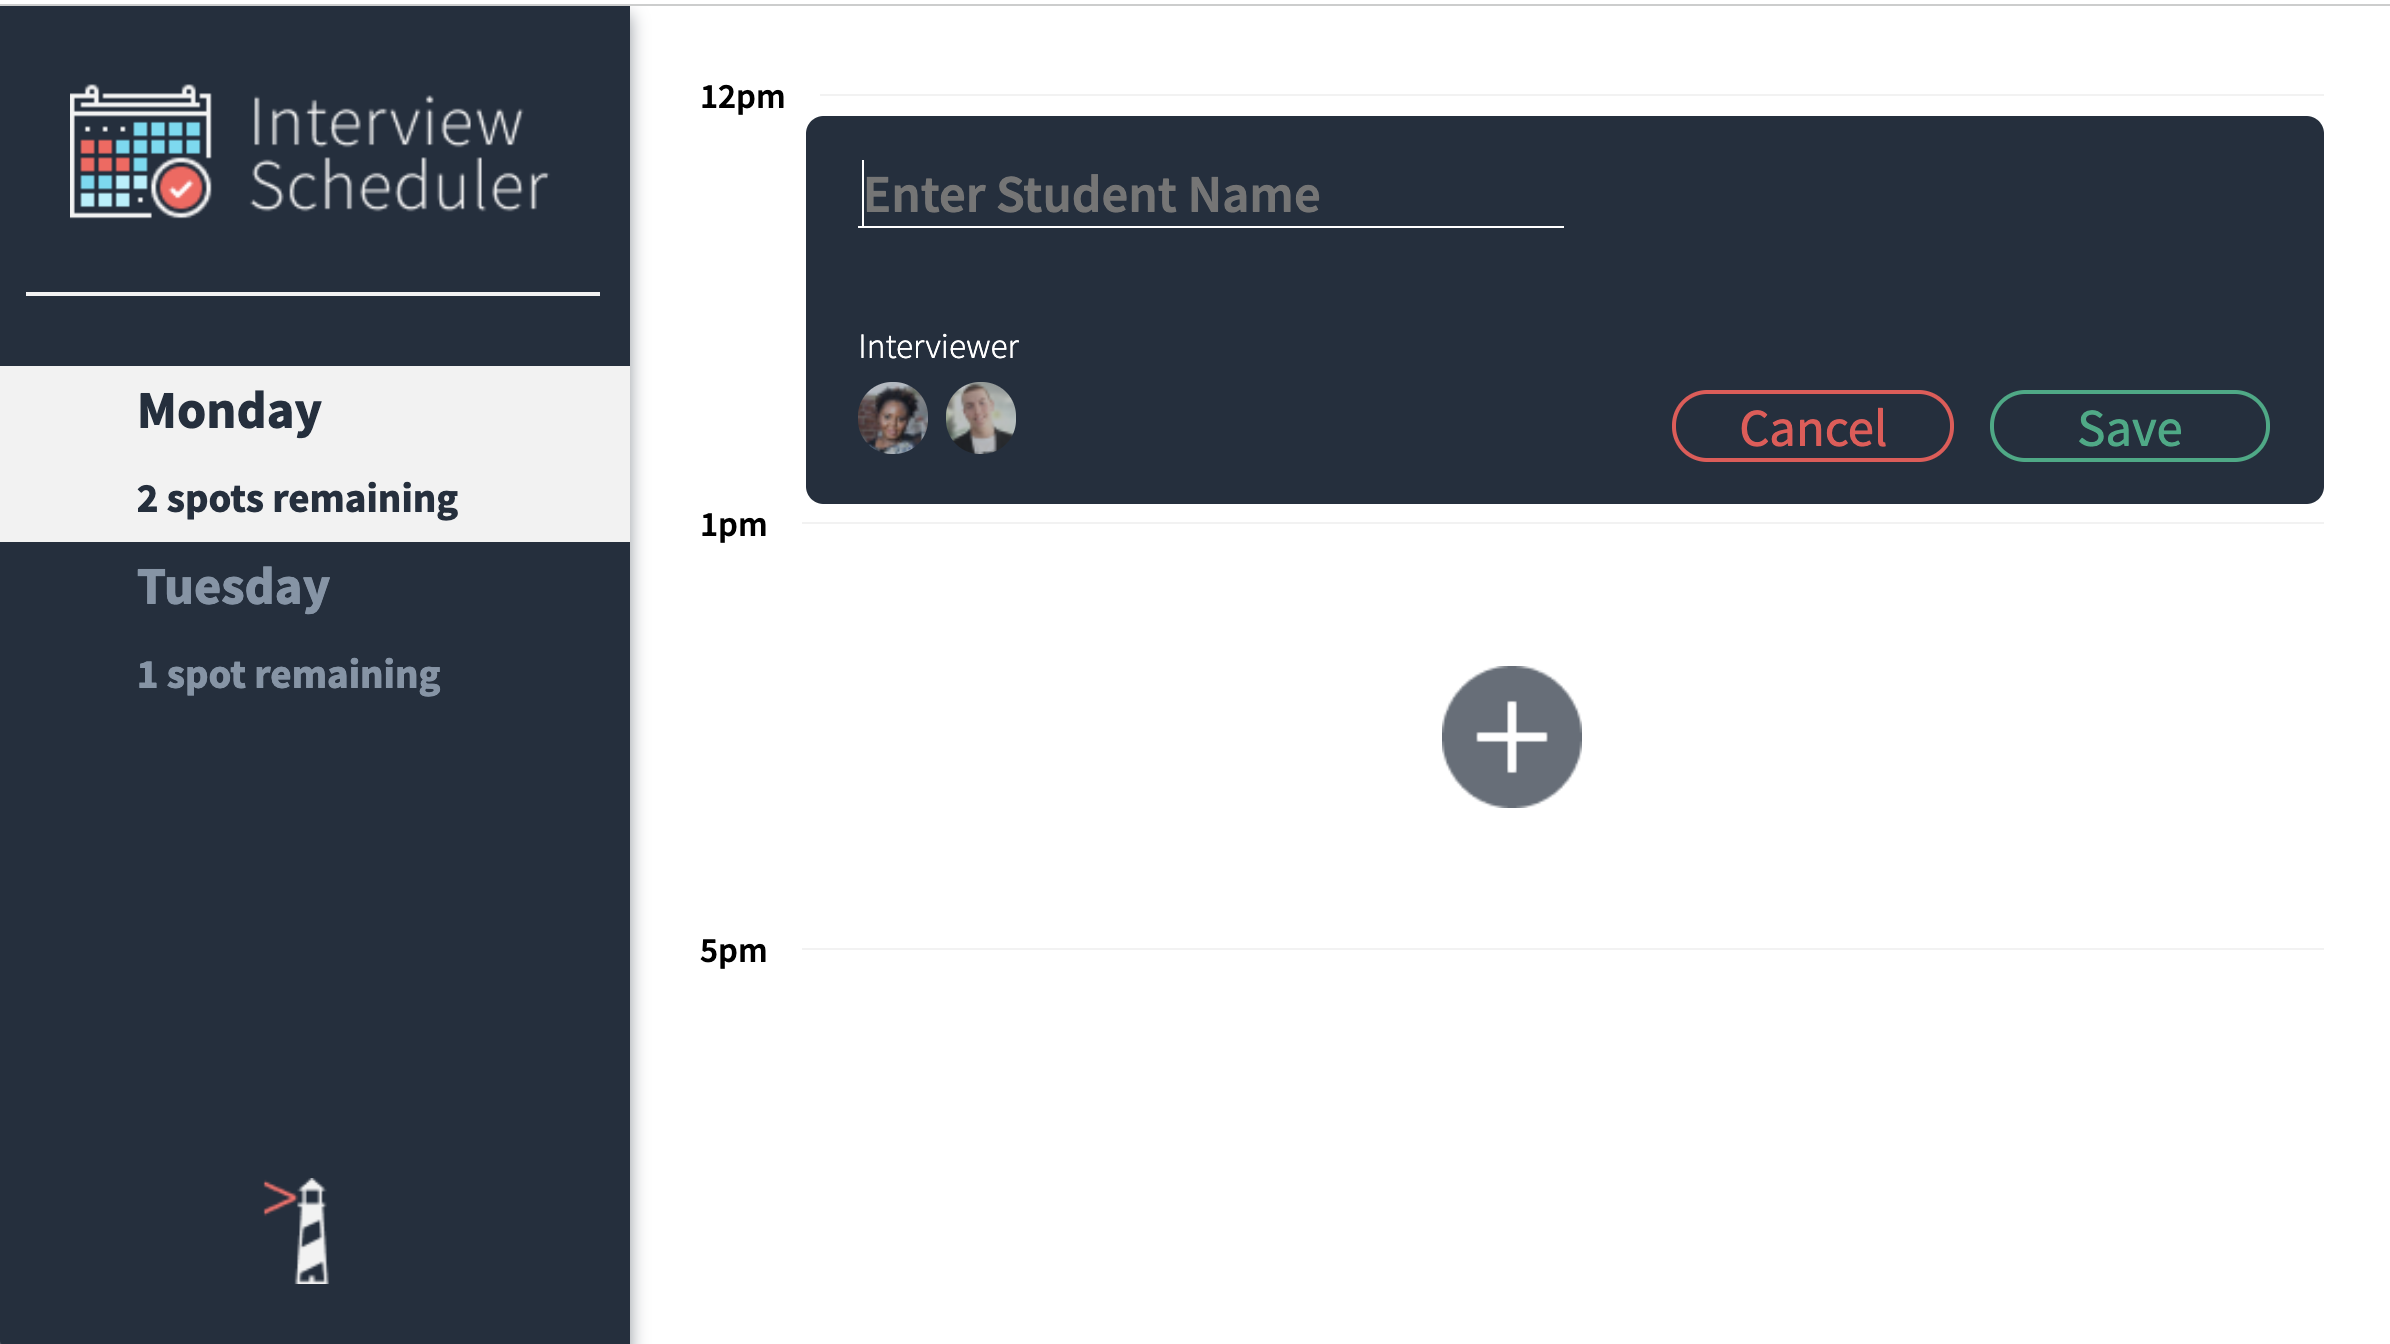 Interview
Scheduler
Monday
2 spots remaining
Tuesday
1 spot remaining
12pm
Enter Student Name
Interviewer
Cancel
Save
1pm
5pm